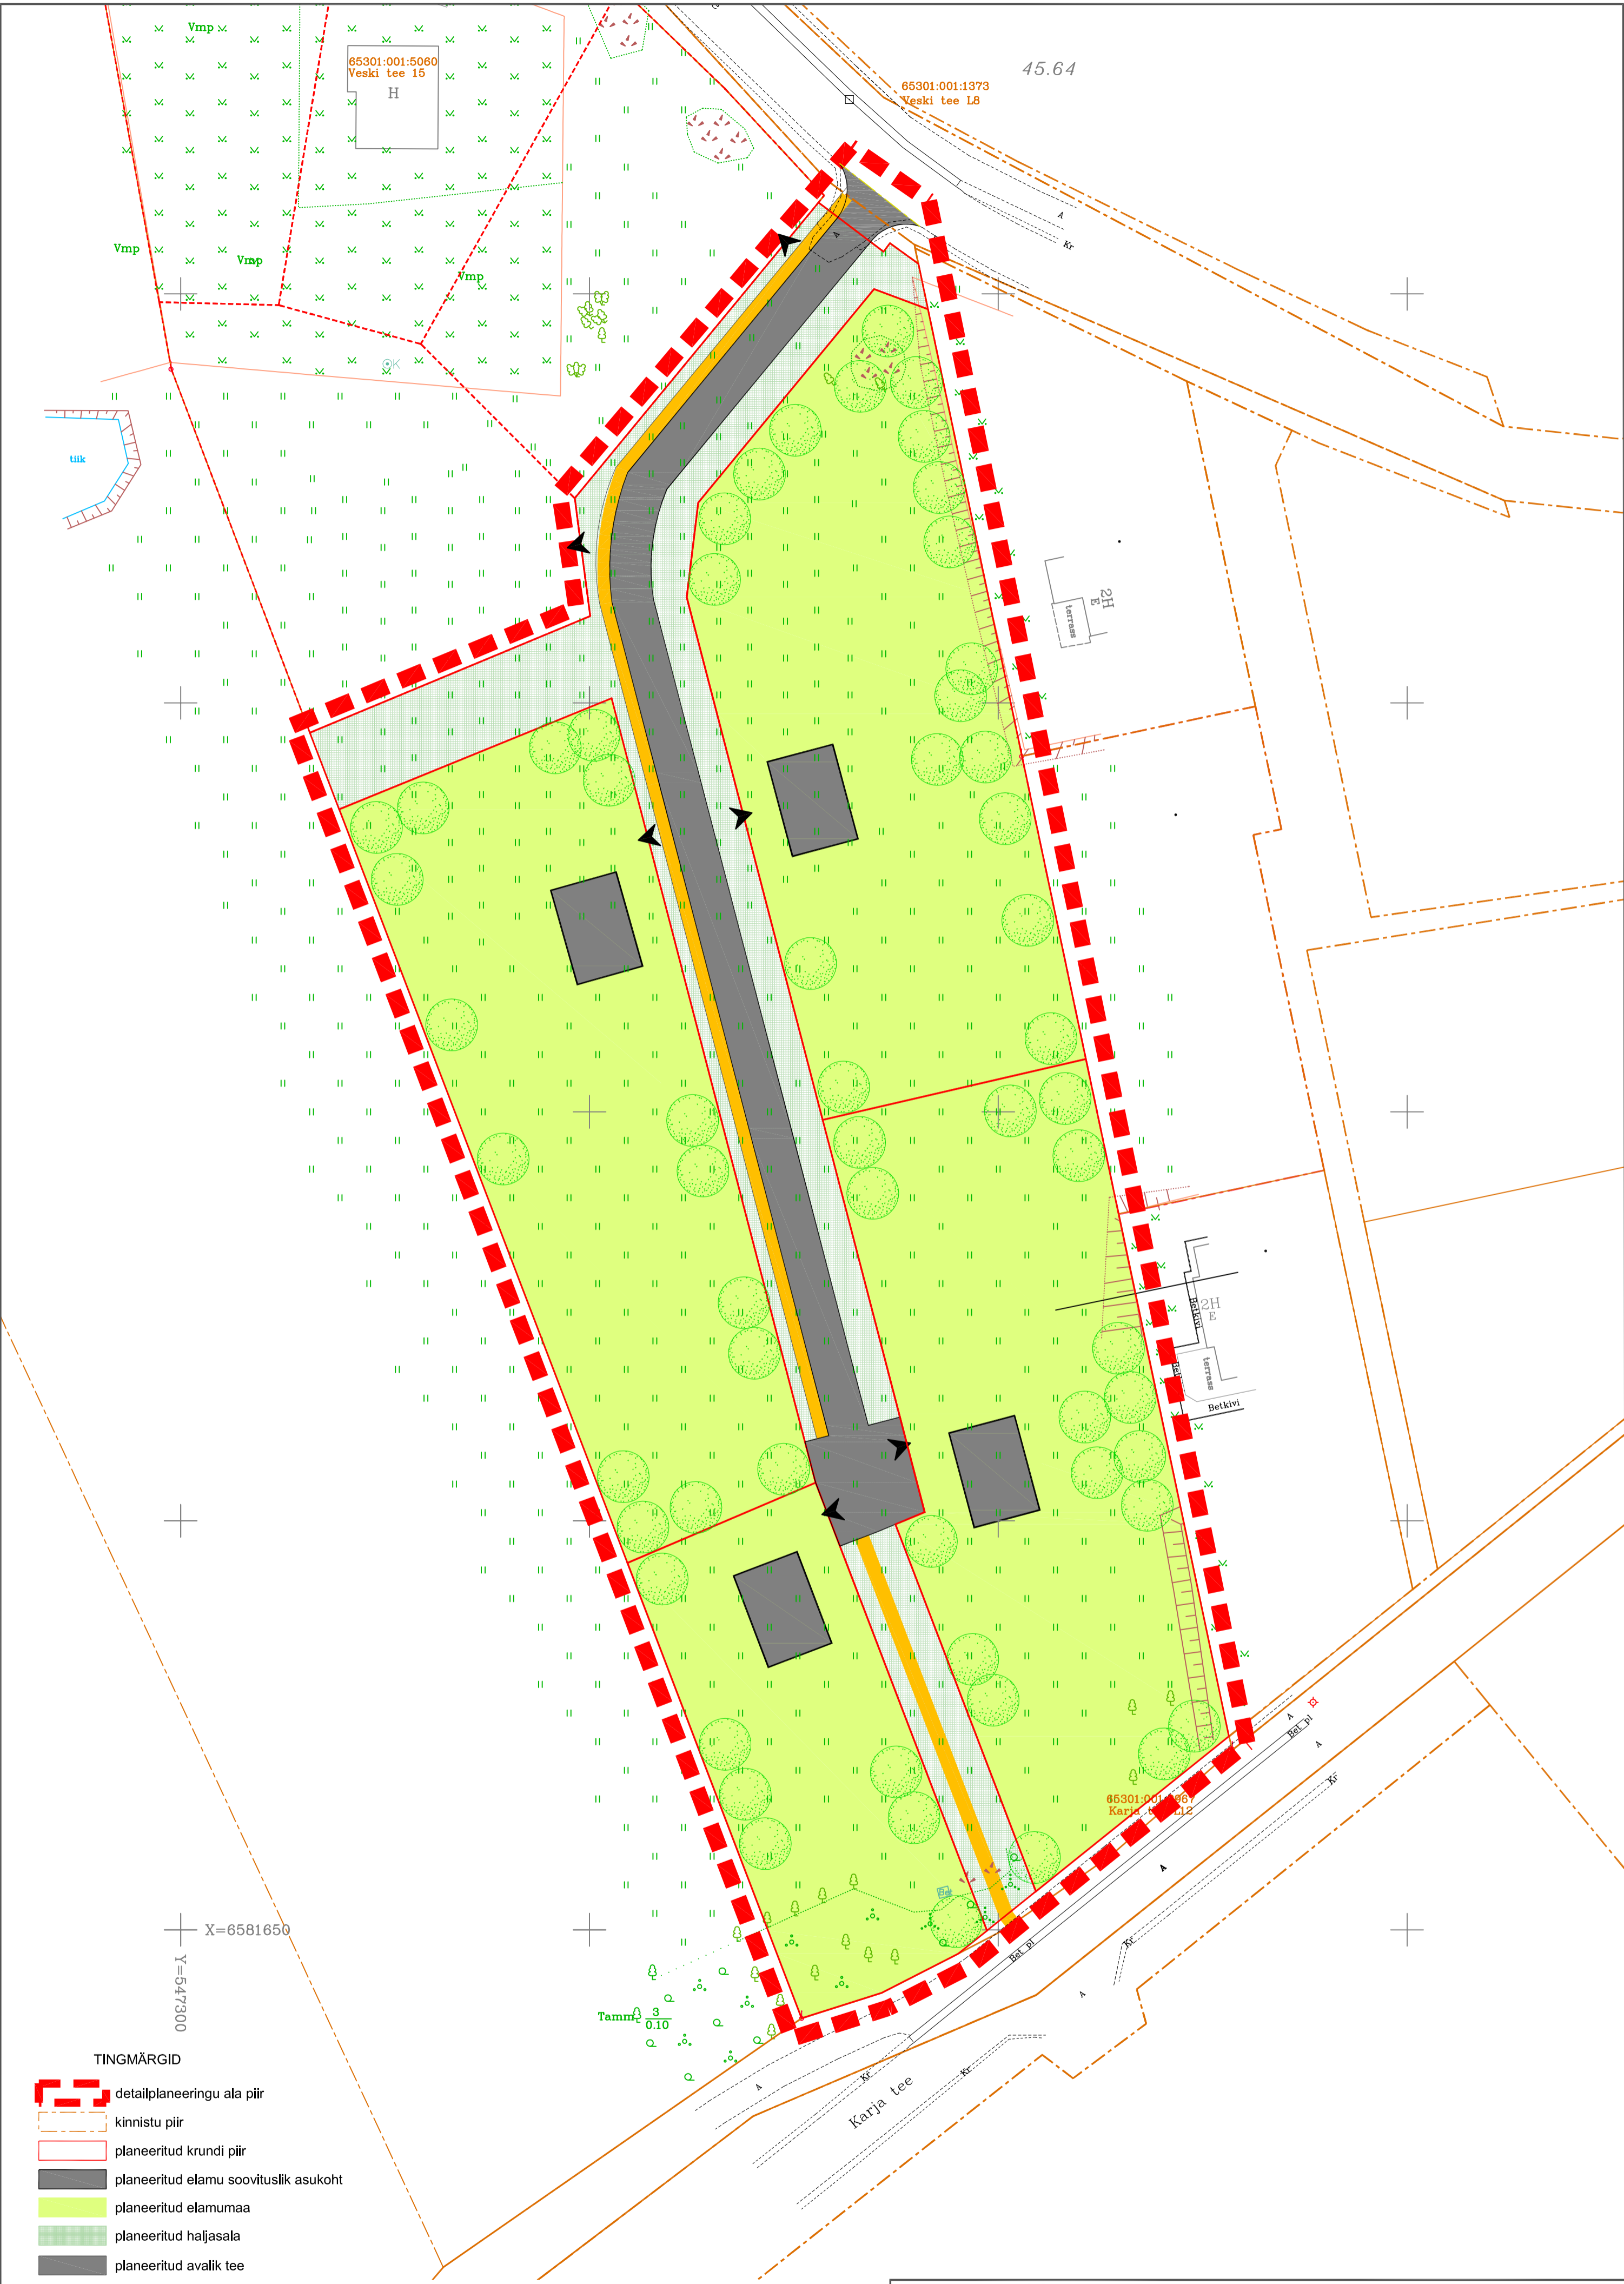 Vmp
65301:001:5060
Veski tee 15
H
45.64
65301:001:1373
Veski tee L8
A
Kr
A
Vmp
Vmp
Vmp
K
tiik
2H
E
terrass
2H
E
Betkivi
terrass
Betkivi
A
Bet pl
A
Kr
Karja
L12
A
Kr
Bet pl
A
X=6581650
Y=547300
Tamm 3
0.10
A
Kr
Kr
Karja tee
TINGMÄRGID
detailplaneeringu ala piir
kinnistu piir
planeeritud krundi piir
planeeritud elamu soovituslik asukoht
planeeritud elamumaa
planeeritud haljasala
planeeritud avalik tee